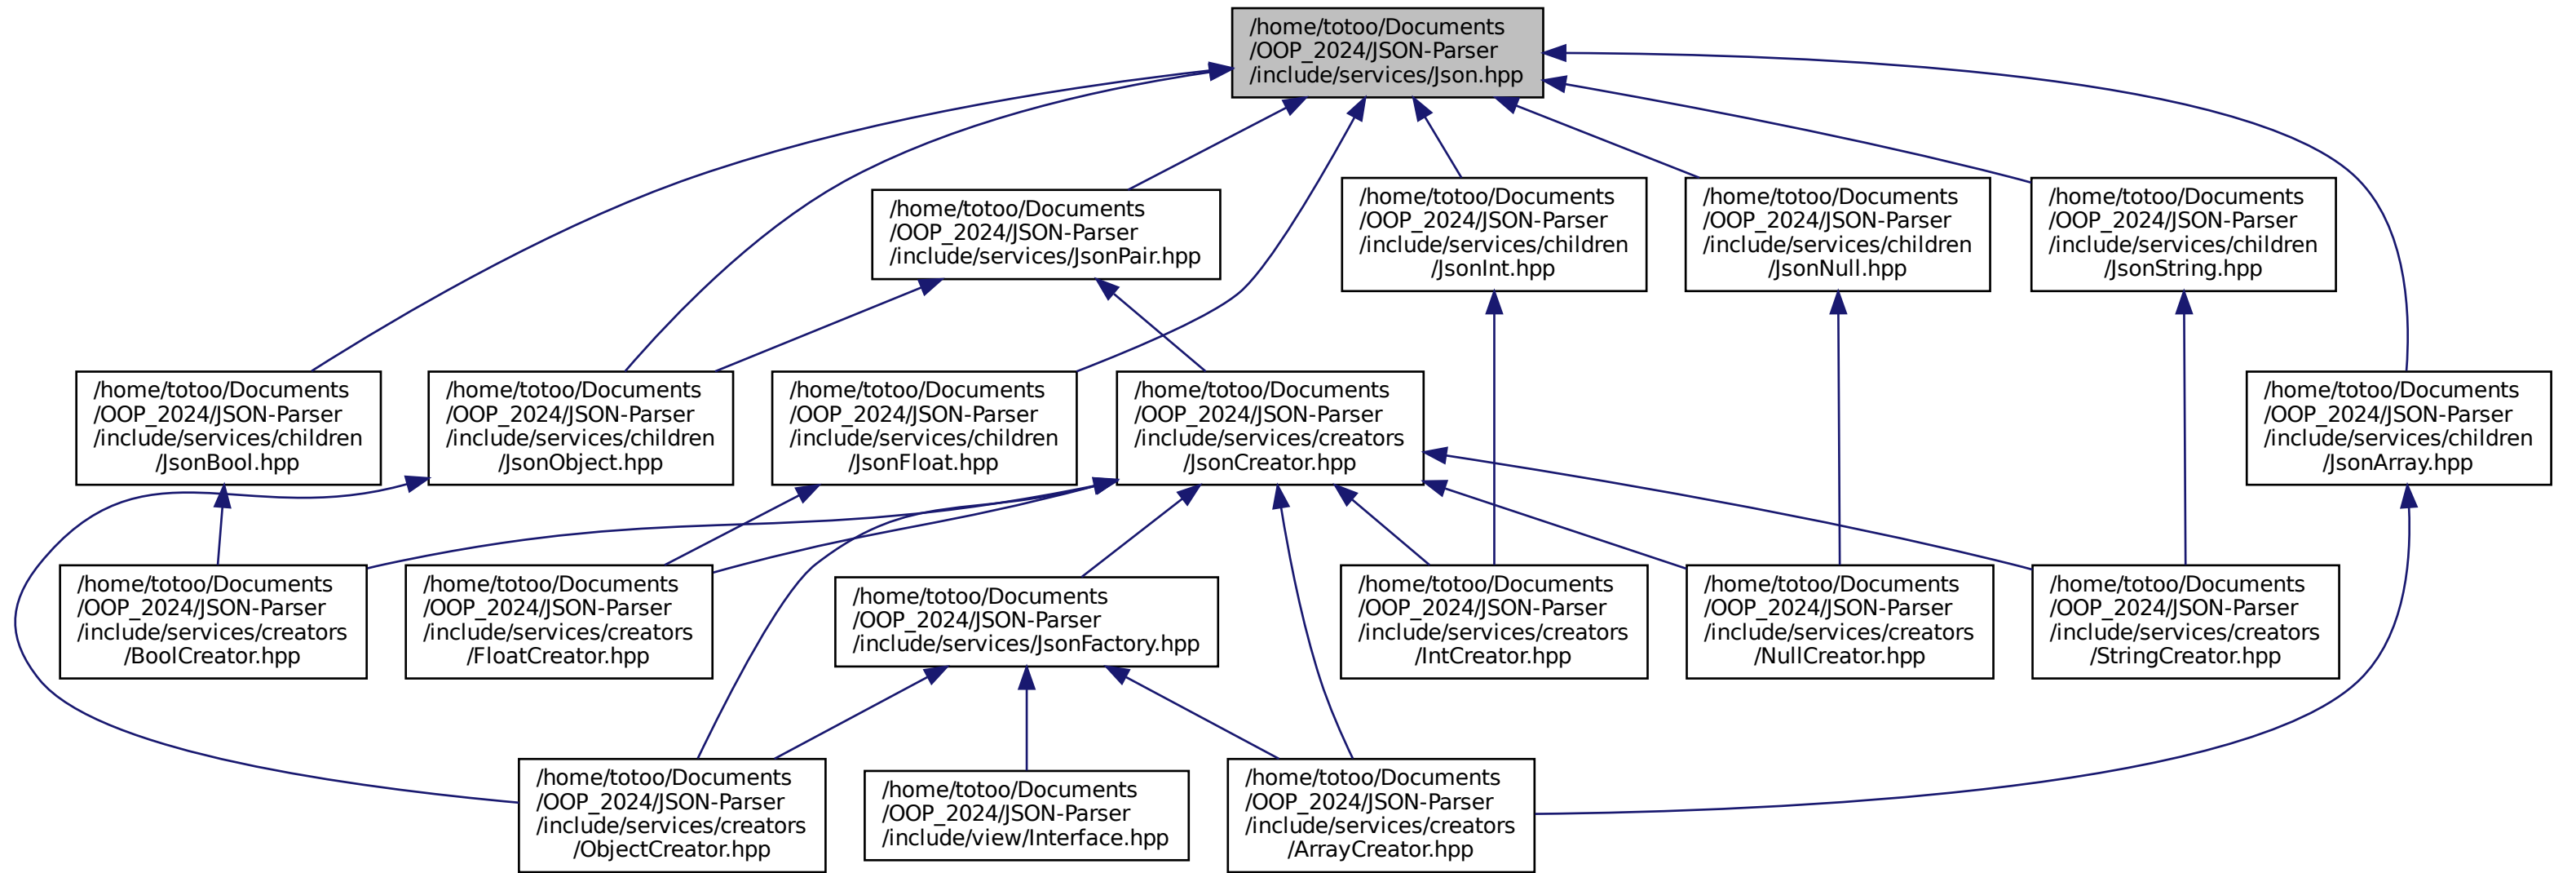 /home/totoo/Documents
/OOP_2024/JSON-Parser
/include/services/Json.hpp
/home/totoo/Documents
/OOP_2024/JSON-Parser
/include/services/JsonPair.hpp
/home/totoo/Documents
/OOP_2024/JSON-Parser
/include/services/children
/JsonInt.hpp
/home/totoo/Documents
/OOP_2024/JSON-Parser
/include/services/children
/JsonNull.hpp
/home/totoo/Documents
/OOP_2024/JSON-Parser
/include/services/children
/JsonString.hpp
/home/totoo/Documents
/OOP_2024/JSON-Parser
/include/services/children
/JsonBool.hpp
/home/totoo/Documents
/OOP_2024/JSON-Parser
/include/services/children
/JsonObject.hpp
/home/totoo/Documents
/OOP_2024/JSON-Parser
/include/services/children
/JsonFloat.hpp
/home/totoo/Documents
/OOP_2024/JSON-Parser
/include/services/creators
/JsonCreator.hpp
/home/totoo/Documents
/OOP_2024/JSON-Parser
/include/services/children
/JsonArray.hpp
/home/totoo/Documents
/OOP_2024/JSON-Parser
/include/services/creators
/BoolCreator.hpp
/home/totoo/Documents
/OOP_2024/JSON-Parser
/include/services/creators
/FloatCreator.hpp
/home/totoo/Documents
/OOP_2024/JSON-Parser
/include/services/JsonFactory.hpp
/home/totoo/Documents
/OOP_2024/JSON-Parser
/include/services/creators
/IntCreator.hpp
/home/totoo/Documents
/OOP_2024/JSON-Parser
/include/services/creators
/NullCreator.hpp
/home/totoo/Documents
/OOP_2024/JSON-Parser
/include/services/creators
/StringCreator.hpp
/home/totoo/Documents
/OOP_2024/JSON-Parser
/include/services/creators
/ObjectCreator.hpp
/home/totoo/Documents
/OOP_2024/JSON-Parser
/include/view/Interface.hpp
/home/totoo/Documents
/OOP_2024/JSON-Parser
/include/services/creators
/ArrayCreator.hpp